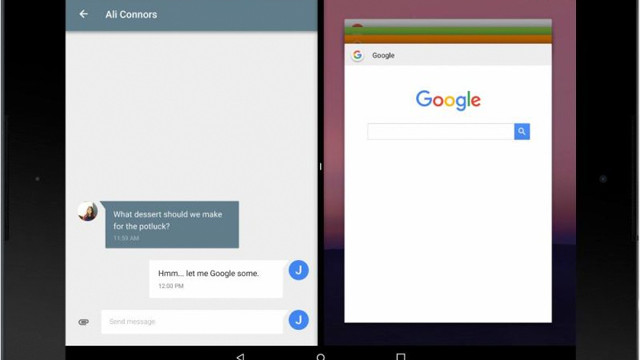 Ali Connors
What dessert should we make
for the potluck?
11:53 AM
Hmm... let me Google some.
12:00 PM
J
Send message
J
G
Google
Google